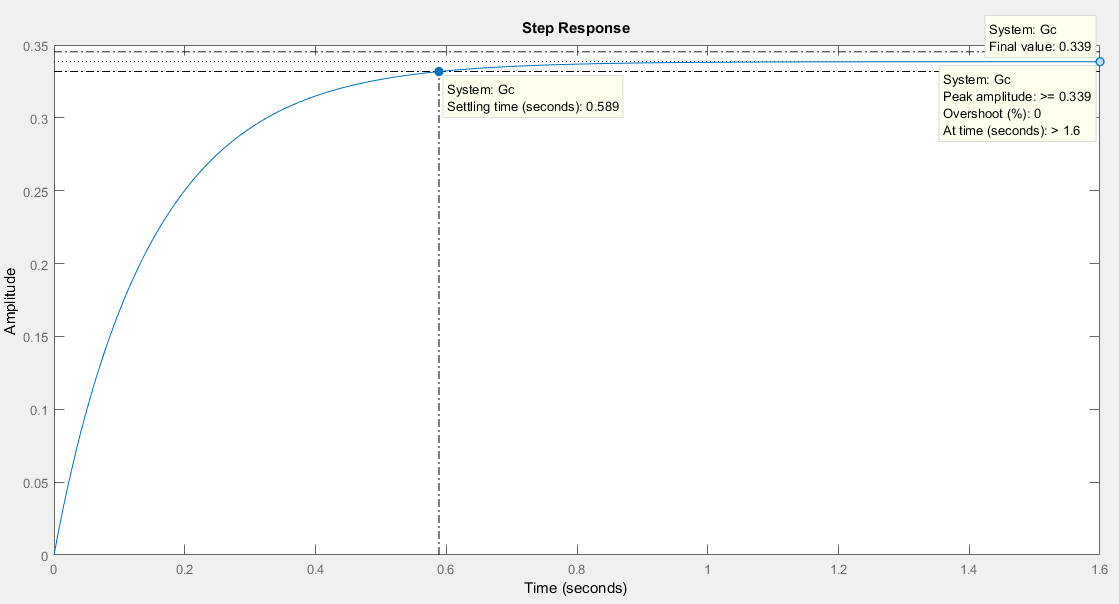 Step Response
System: Gc
Final value: 0.339
System: Gc
Peak amplitude: >= 0.339
Overshoot (%): 0
At time (seconds): > 1.6
System: Gc
Settling time (seconds): 0.589
Amplitude
0.35
0.3
0.25
0.2
0.15
0.1
0.05
0
0 0.2 0.4 0.6 0.8 1 1.2 1.4 1.6
Time (seconds)